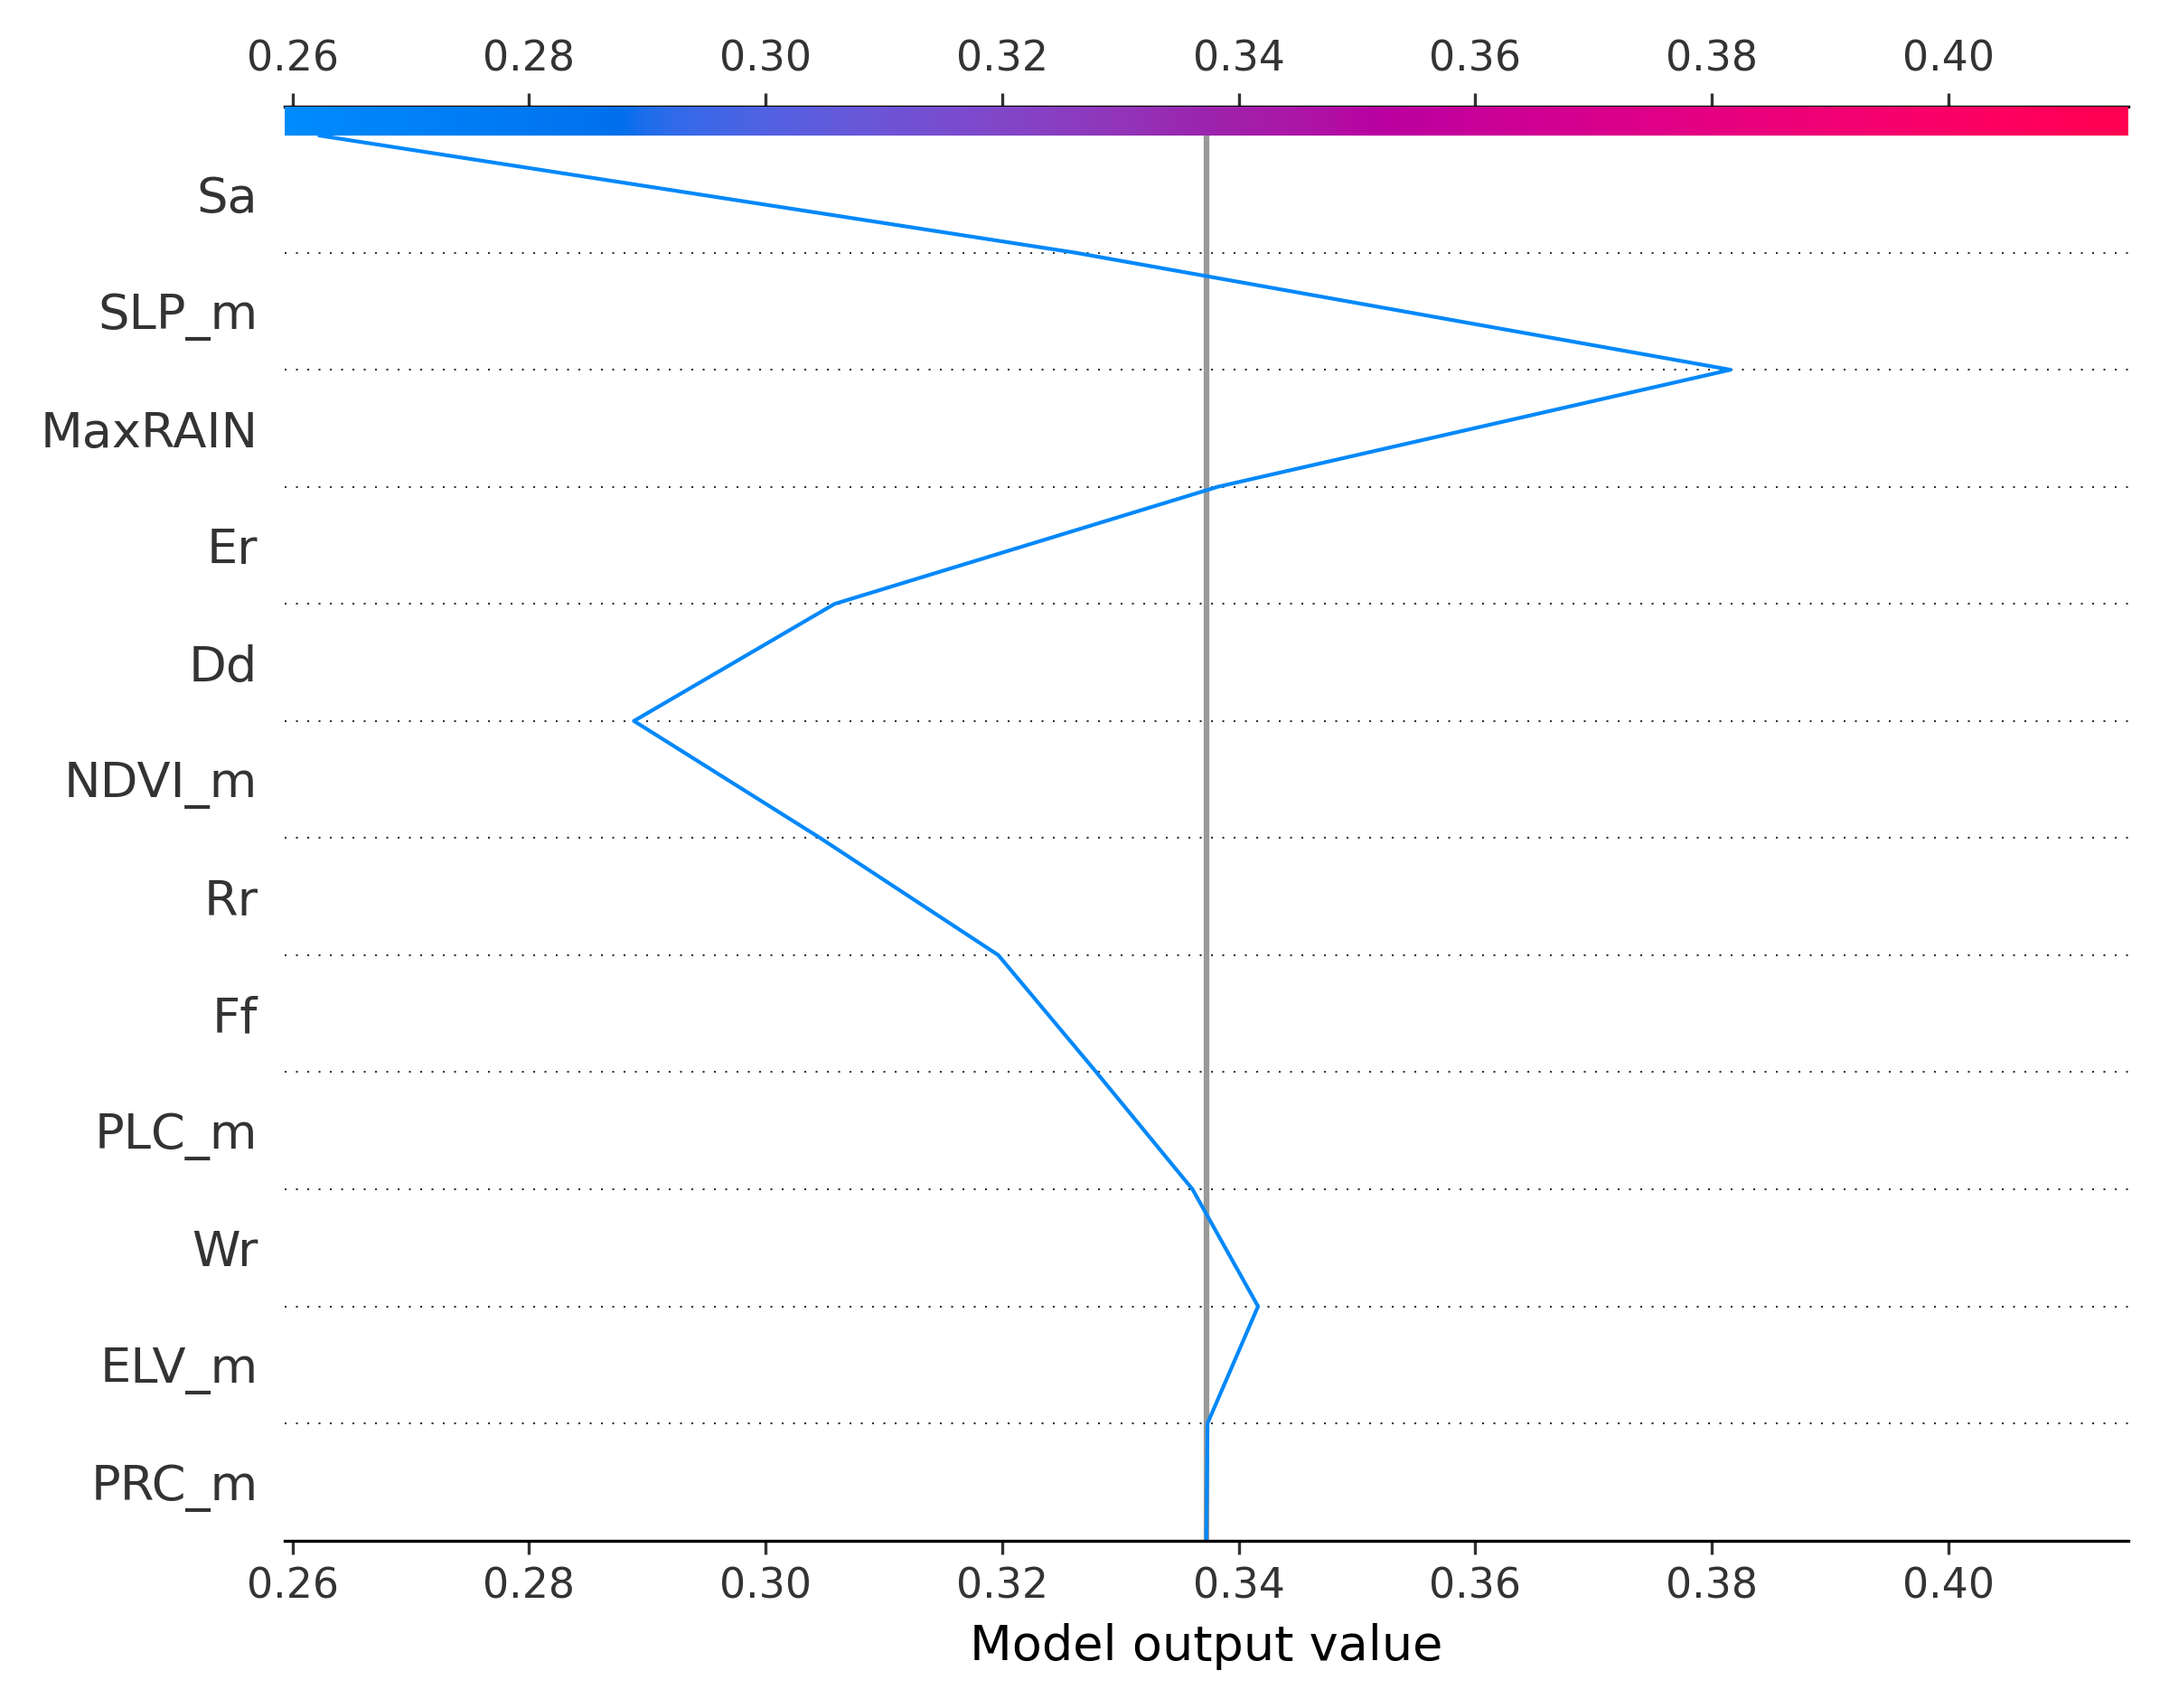 0.26 0.28 0.30 0.32 0.34 0.36 0.38 0.40
Sa
SLP_m
MaxRAIN
Er
Dd
NDVI_m
Rr
Ff
PLC_m
Wr
ELV_m
PRC_m
0.26 0.28 0.30 0.32 0.34 0.36 0.38 0.40
Model output value